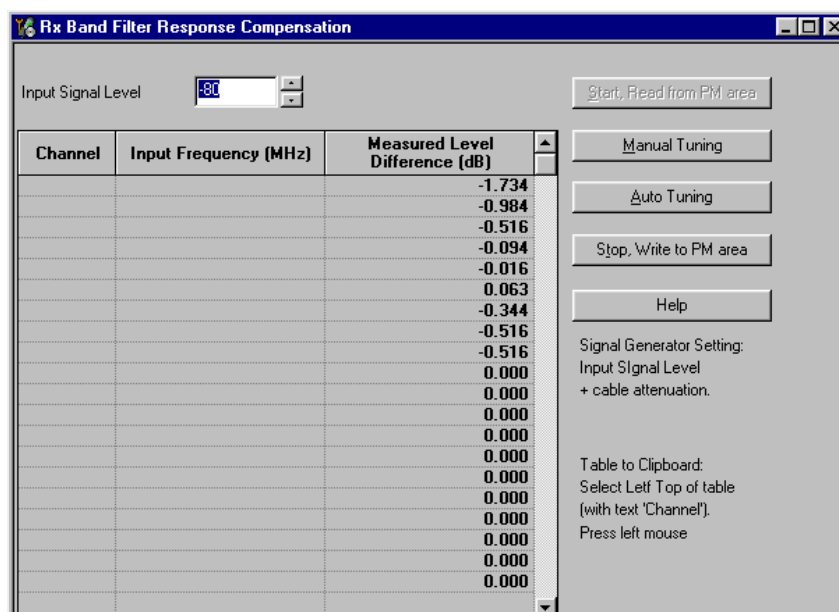 Rx Band Filter Response Compensation
Input Signal Level
-80
Start, Read from PM area
Channel
Input Frequency (MHz)
Measured Level
Difference (dB)
Manual Tuning
-1.734
-0.984
Auto Tuning
-0.516
-0.094
Stop, Write to PM area
-0.016
0.063
Help
-0.344
-0.516
-0.516
0.000
0.000
0.000
0.000
0.000
0.000
0.000
0.000
0.000
0.000
0.000
Signal Generator Setting:
Input SIgnal Level
+ cable attenuation.
Table to Clipboard:
Select Letf Top of table
(with text 'Channel').
Press left mouse